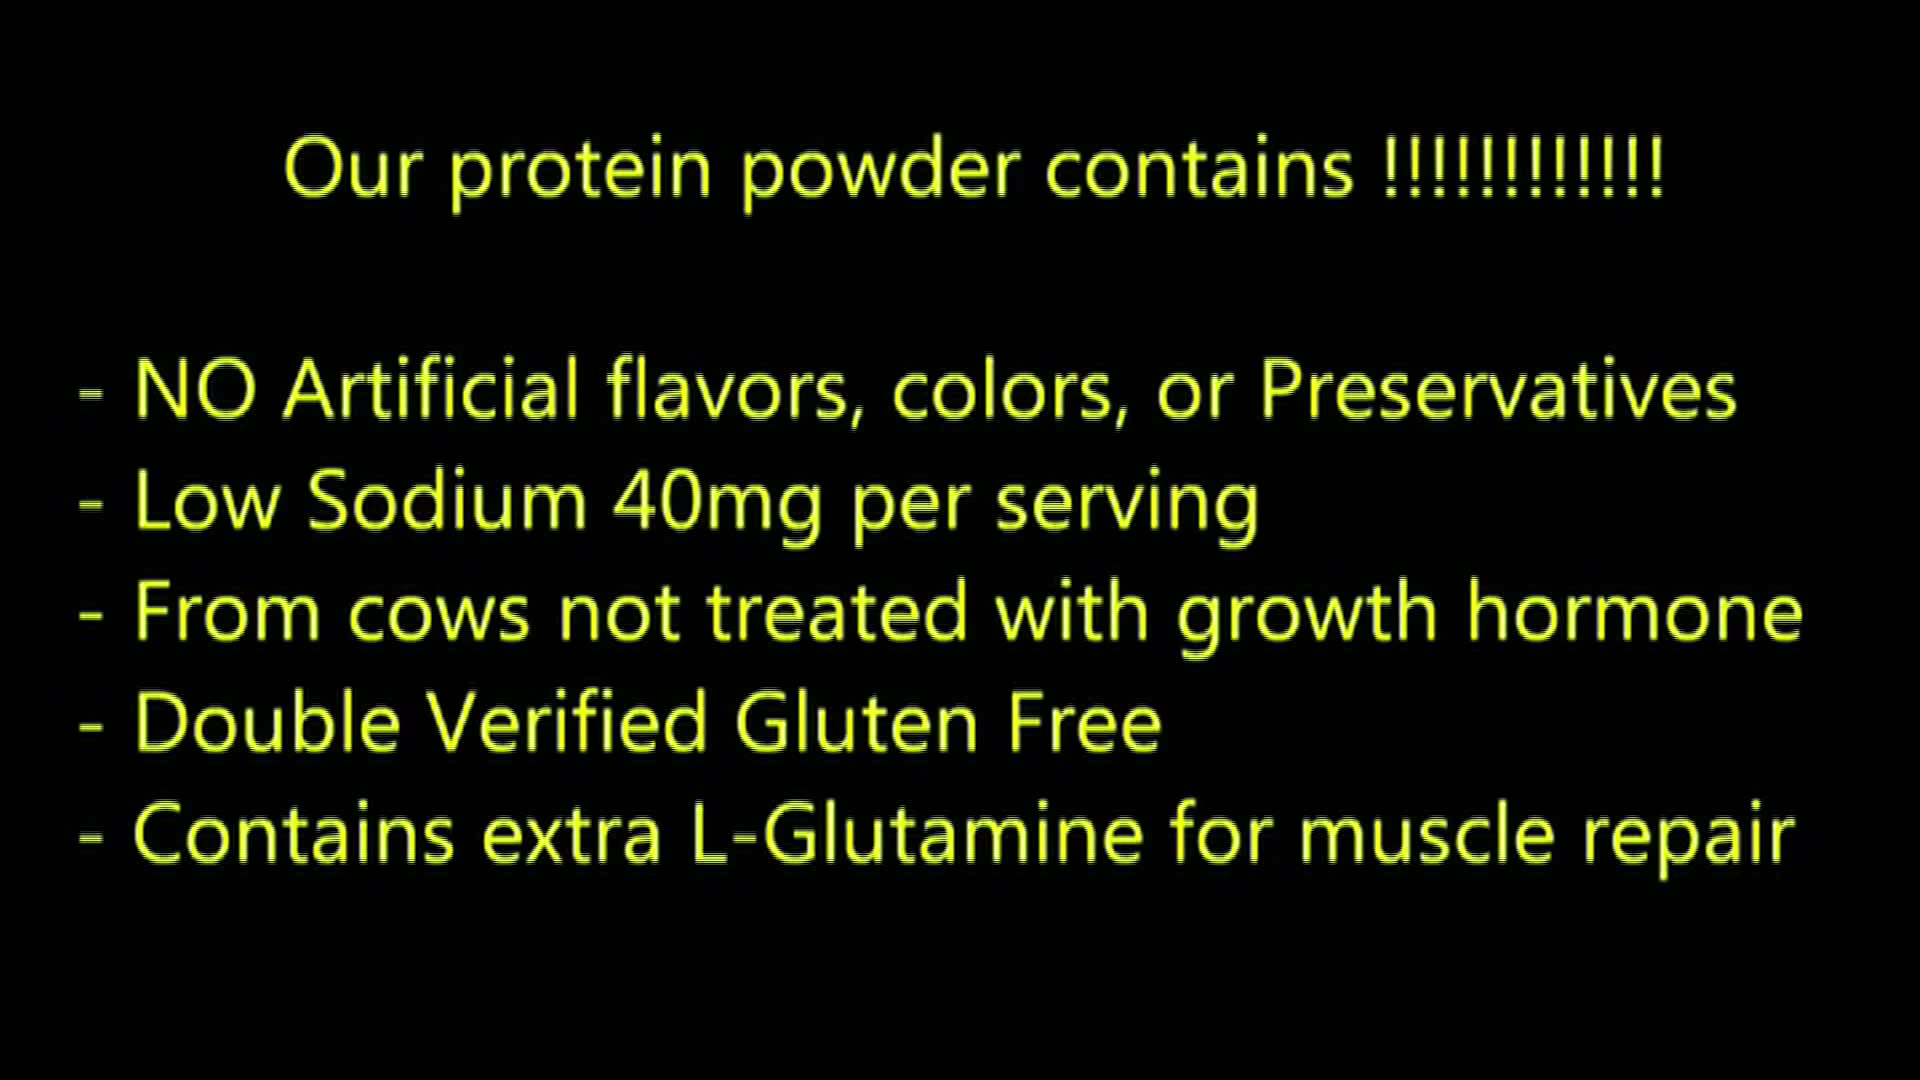 Our protein powder contains !!!!!!!!!!!!
- NO Artificial flavors, colors, or Preservatives
- Low Sodium 40mg per serving
- From cows not treated with growth hormone
- Double Verified Gluten Free
- Contains extra L-Glutamine for muscle repair